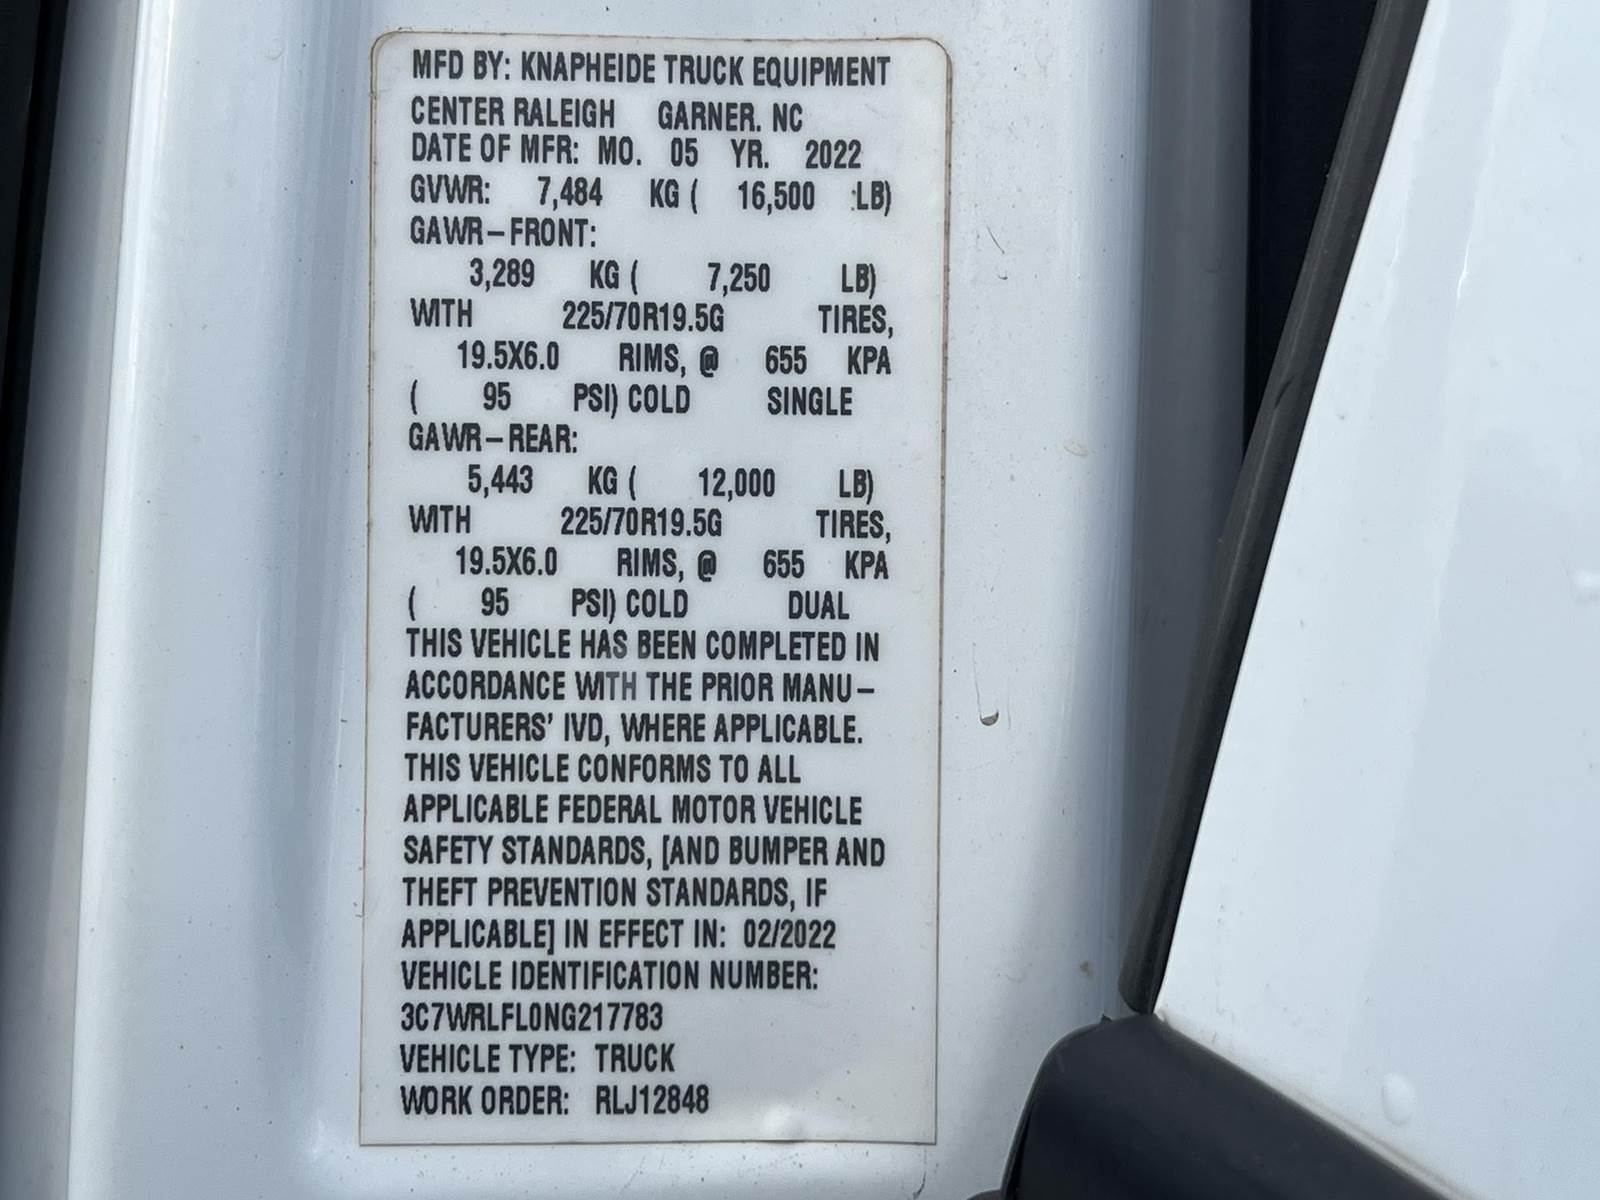 MFD BY: KNAPHEIDE TRUCK EQUIPMENT
CENTER RALEIGH GARNER. NC
DATE OF MFR: MO. 05 YR. 2022
GVWR: 7,484 KG ( 16,500 LB)
GAWR-FRONT:
3,289 KG ( 7,250 LB)
WITH 225/70R19.5G TIRES,
19.5X6.0 RIMS, @ 655 KPA
( 95 PSI) COLD SINGLE
GAWR-REAR:
5,443 KG ( 12,000 LB)
WITH 225/70R19.5G TIRES,
19.5X6.0 RIMS, @ 655 KPA
( 95 PSI) COLD DUAL
THIS VEHICLE HAS BEEN COMPLETED IN
ACCORDANCE WITH THE PRIOR MANU-
FACTURERS' IVD, WHERE APPLICABLE.
THIS VEHICLE CONFORMS TO ALL
APPLICABLE FEDERAL MOTOR VEHICLE
SAFETY STANDARDS, [AND BUMPER AND
THEFT PREVENTION STANDARDS, IF
APPLICABLE] IN EFFECT IN: 02/2022
VEHICLE IDENTIFICATION NUMBER:
3C7WRLFL0NG217783
VEHICLE TYPE: TRUCK
WORK ORDER: RLJ12848